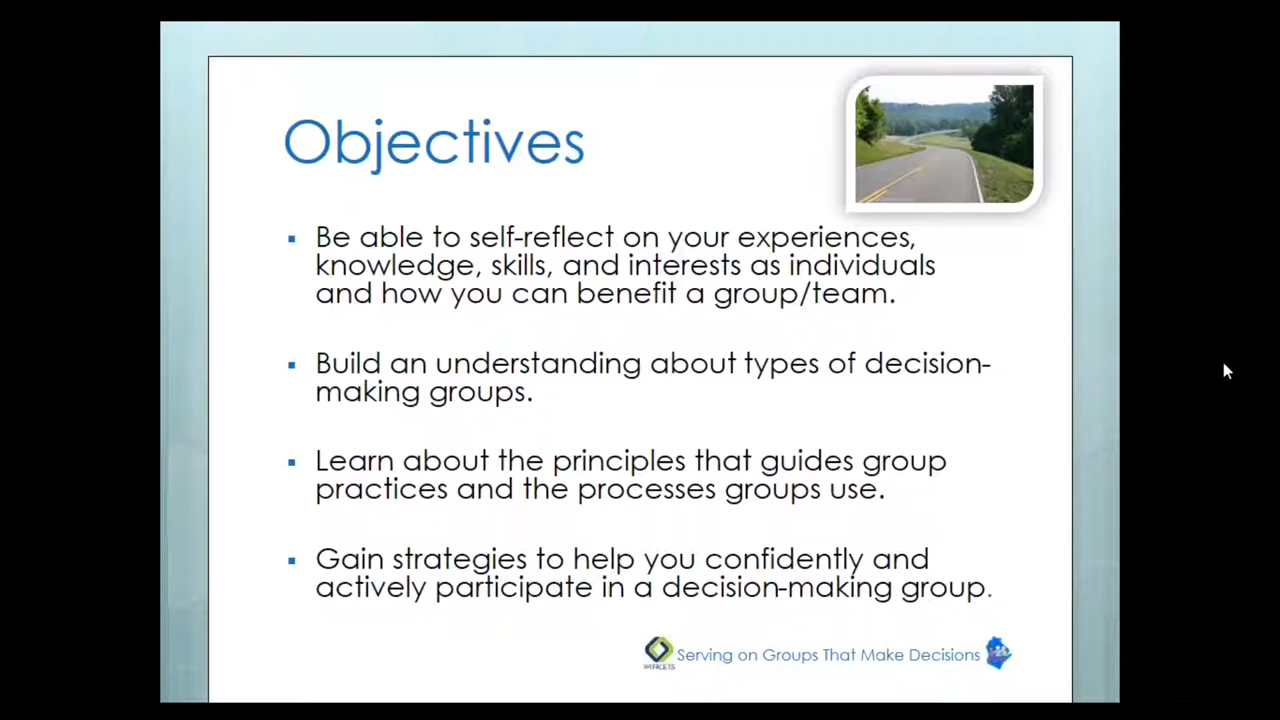 Objectives
▪ Be able to self-reflect on your experiences,
knowledge, skills, and interests as individuals
and how you can benefit a group/team.
▪ Build an understanding about types of decision-
making groups.
▪ Learn about the principles that guides group
practices and the processes groups use.
▪ Gain strategies to help you confidently and
actively participate in a decision-making group.
WI FACETS
Serving on Groups That Make Decisions